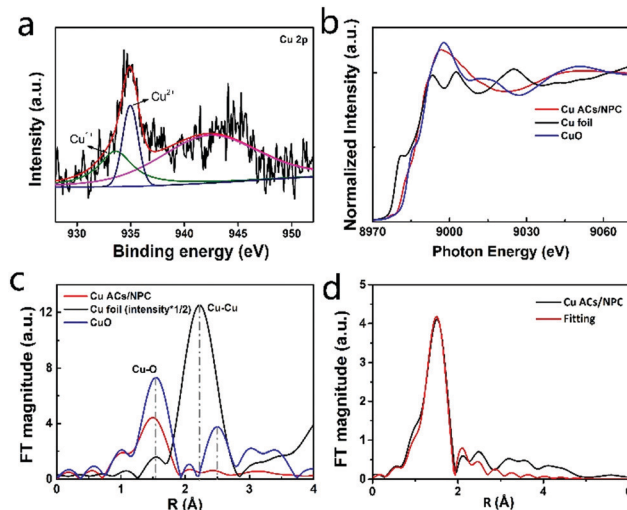 a
Cu 2p
Cu²⁺
Cu¹⁺
Intensity (a.u.)
930
935
940
945
950
Binding energy (eV)
b
Normalized Intensity (a.u.)
Cu ACs/NPC
Cu foil
CuO
8970
9000
9030
9060
Photon Energy (eV)
c
Cu ACs/NPC
Cu foil (intensity*1/2)
CuO
Cu-Cu
Cu-O
FT magnitude (a.u.)
12
8
4
0
0
1
2
3
4
R (Å)
d
Cu ACs/NPC
Fitting
FT magnitude (a.u.)
5
4
3
2
1
0
0
2
4
6
R (Å)